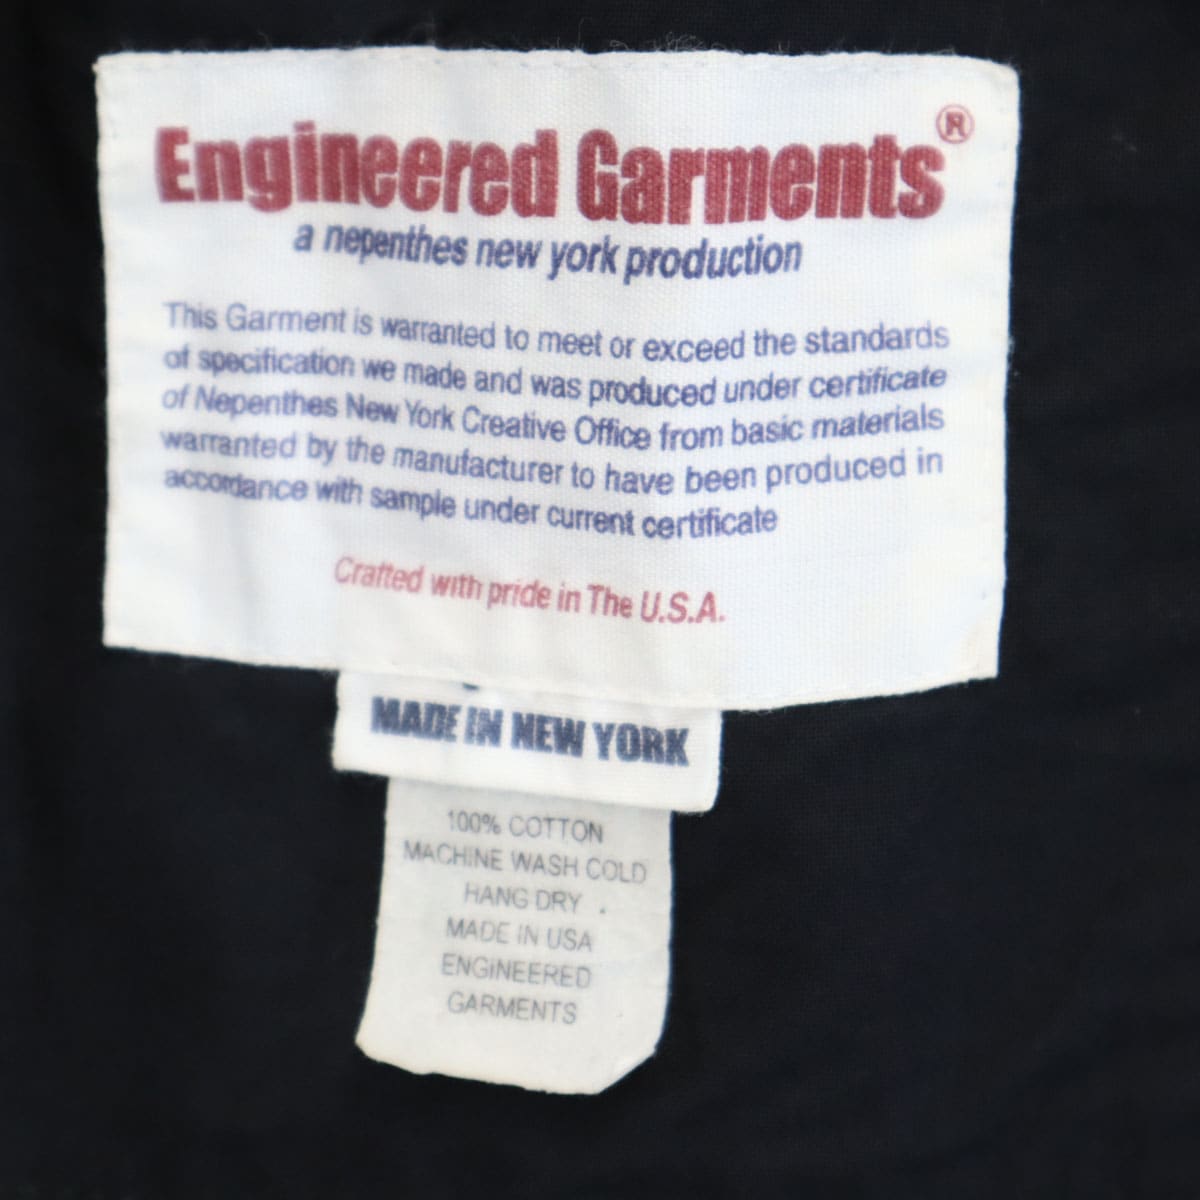 Engineered Garments®
a nepenthes new york production
This Garment is warranted to meet or exceed the standards
of specification we made and was produced under certificate
of Nepenthes New York Creative Office from basic materials
warranted by the manufacturer to have been produced in
accordance with sample under current certificate
Crafted with pride in The U.S.A.
MADE IN NEW YORK
100% COTTON
MACHINE WASH COLD
HANG DRY
MADE IN USA
ENGINEERED
GARMENTS